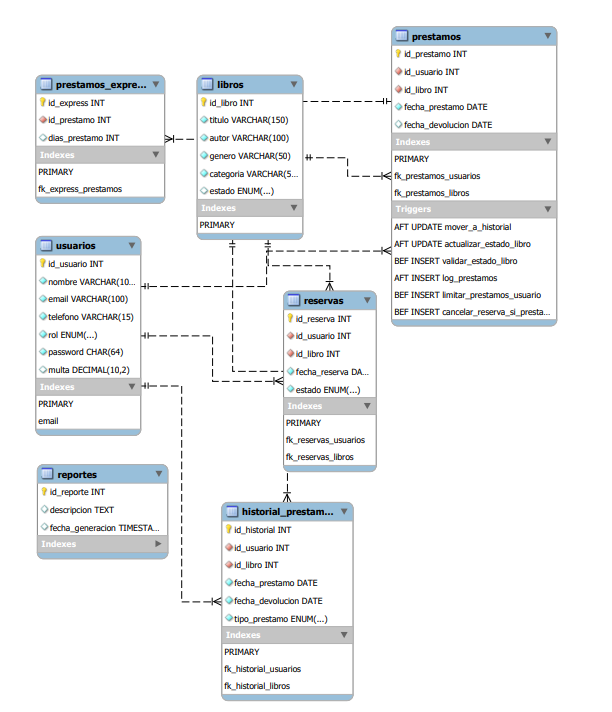 prestamos
id_prestamo INT
id_usuario INT
id_libro INT
fecha_prestamo DATE
fecha_devolucion DATE
Indexes
PRIMARY
fk_prestamos_usuarios
fk_prestamos_libros
Triggers
AFT UPDATE mover_a_historial
AFT UPDATE actualizar_estado_libro
BEF INSERT validar_estado_libro
AFT INSERT log_prestamos
BEF INSERT limitar_prestamos_usuario
BEF INSERT cancelar_reserva_si_presta...
prestamos_expre...
id_express INT
id_prestamo INT
dias_prestamo INT
Indexes
PRIMARY
fk_express_prestamos
libros
id_libro INT
titulo VARCHAR(150)
autor VARCHAR(100)
genero VARCHAR(50)
categoria VARCHAR(5...
estado ENUM(...)
Indexes
PRIMARY
usuarios
id_usuario INT
nombre VARCHAR(10...
email VARCHAR(100)
telefono VARCHAR(15)
rol ENUM(...)
password CHAR(64)
multa DECIMAL(10,2)
Indexes
PRIMARY
email
reservas
id_reserva INT
id_usuario INT
id_libro INT
fecha_reserva DA...
estado ENUM(...)
Indexes
PRIMARY
fk_reservas_usuarios
fk_reservas_libros
reportes
id_reporte INT
descripcion TEXT
fecha_generacion TIMESTA...
Indexes
historial_prestam...
id_historial INT
id_usuario INT
id_libro INT
fecha_prestamo DATE
fecha_devolucion DATE
tipo_prestamo ENUM(...)
Indexes
PRIMARY
fk_historial_usuarios
fk_historial_libros